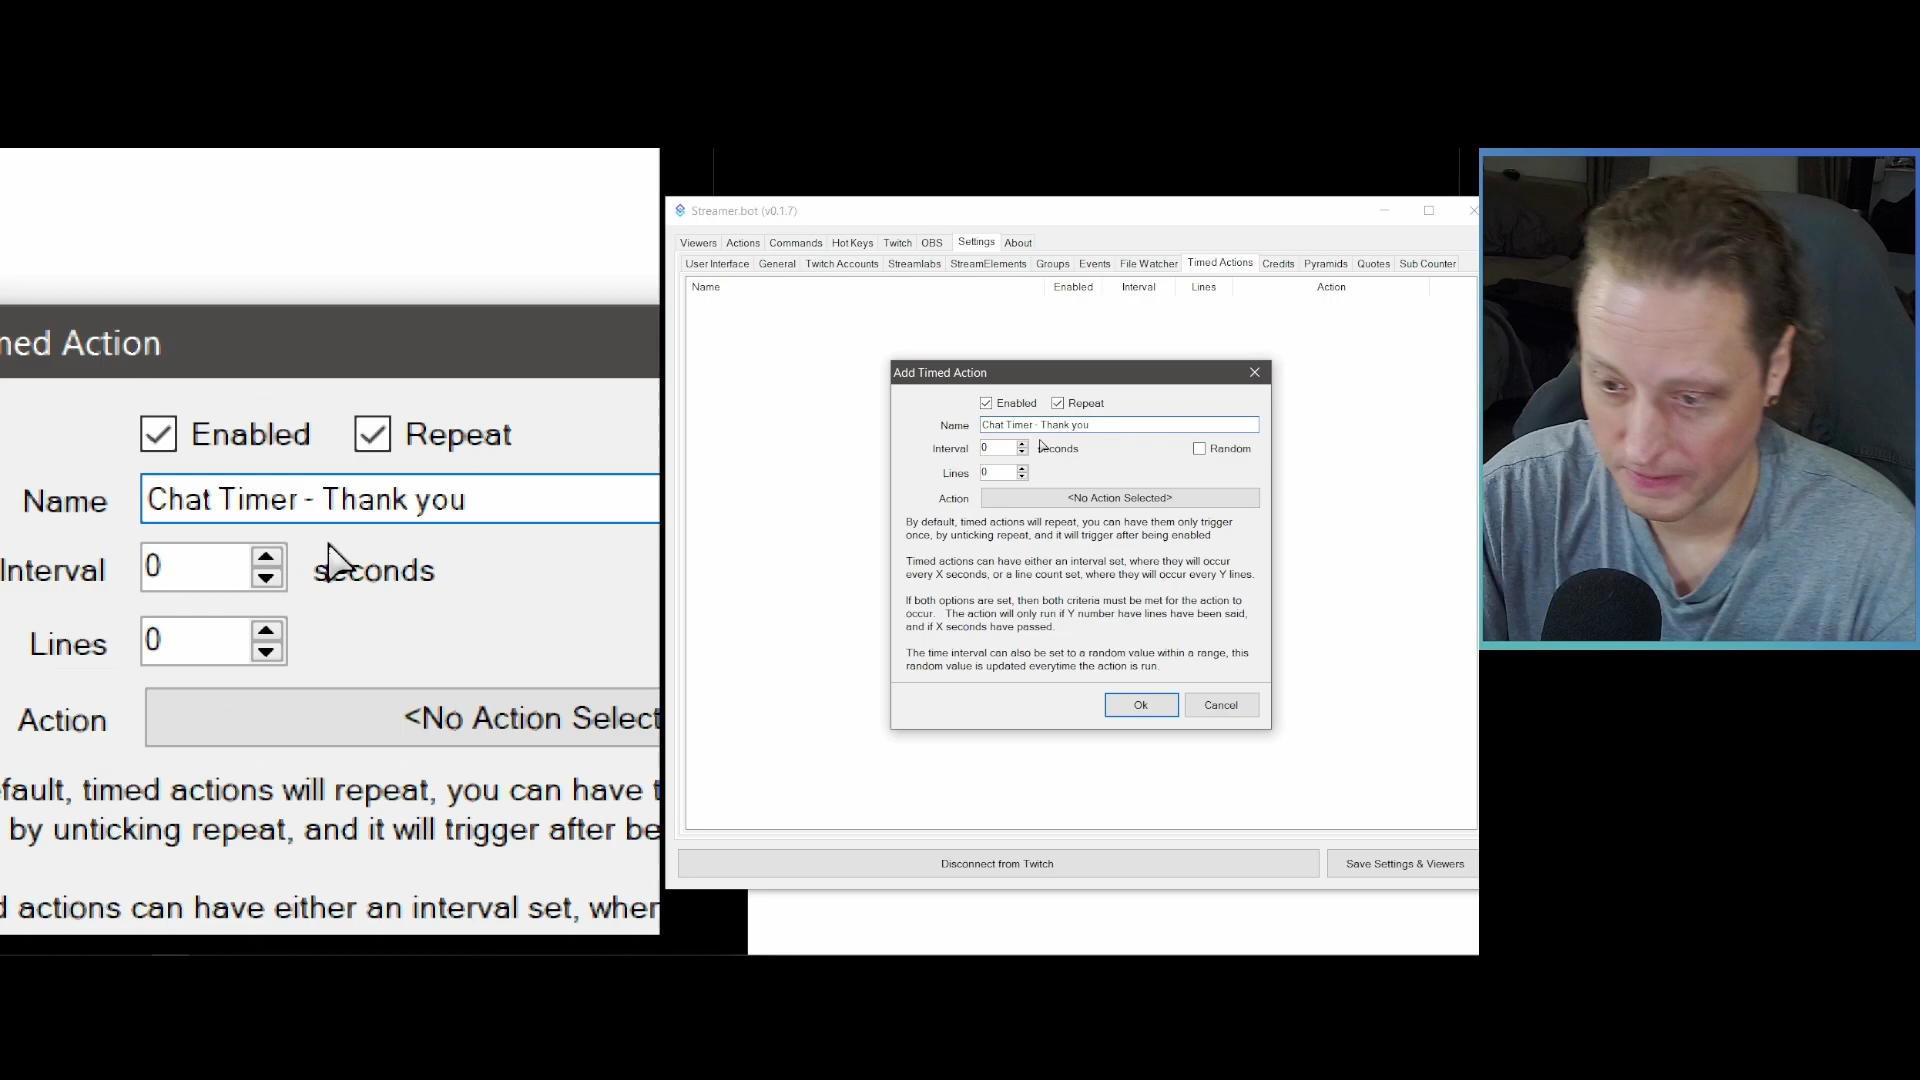 med Action
Enabled
Repeat
Name
Chat Timer - Thank you
Interval
0
seconds
Lines
0
Action
<No Action Select
fault, timed actions will repeat, you can have t
by unticking repeat, and it will trigger after be
d actions can have either an interval set, wher
Streamer.bot (v0.1.7)
Viewers Actions Commands Hot Keys Twitch OBS Settings About
User Interface General Twitch Accounts Streamlabs StreamElements Groups Events File Watcher Timed Actions Credits Pyramids Quotes Sub Counter
Name Enabled Interval Lines Action
Add Timed Action
Enabled Repeat
Name Chat Timer - Thank you
Interval 0 seconds Random
Lines 0
Action <No Action Selected>
By default, timed actions will repeat, you can have them only trigger
once, by unticking repeat, and it will trigger after being enabled
Timed actions can have either an interval set, where they will occur
every X seconds, or a line count set, where they will occur every Y lines.
If both options are set, then both criteria must be met for the action to
occur. The action will only run if Y number have lines have been said,
and if X seconds have passed.
The time interval can also be set to a random value within a range, this
random value is updated everytime the action is run.
Ok Cancel
Disconnect from Twitch Save Settings & Viewers